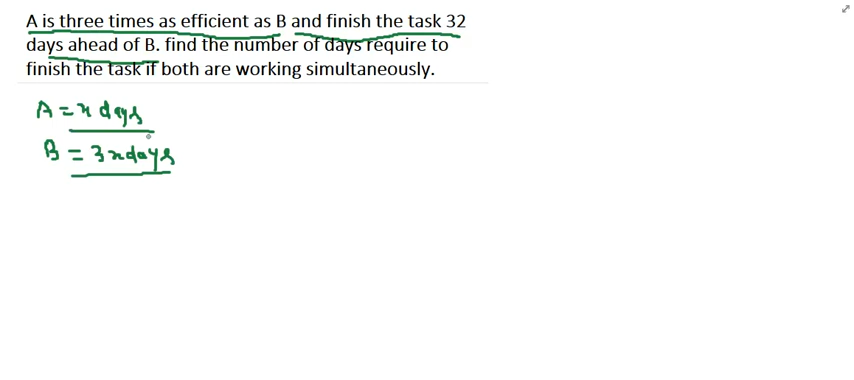 A is three times as efficient as B and finish the task 32
days ahead of B. find the number of days require to
finish the task if both are working simultaneously.
A = x days
B = 3x days